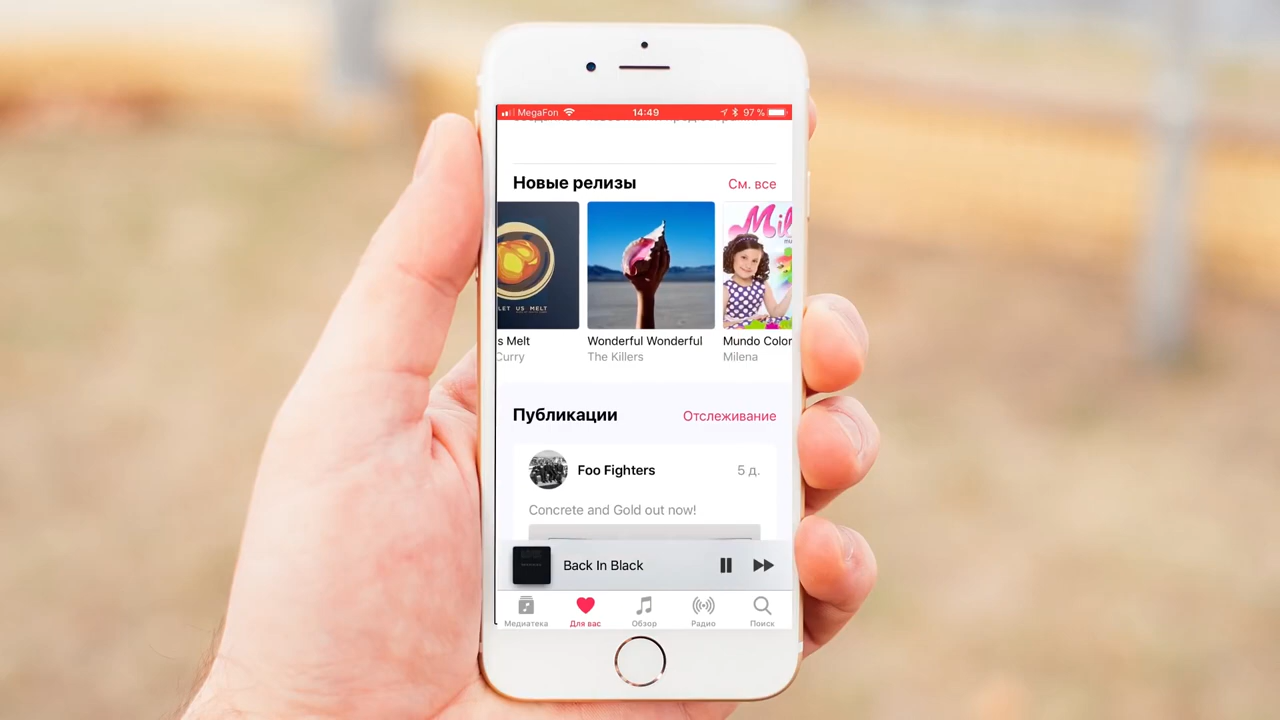 MegaFon 14:49 97 %
Новые релизы См. все
LET US MELT
Mil
mu
s Melt Wonderful Wonderful Mundo Color
Curry The Killers Milena
Публикации Отслеживание
Foo Fighters 5 д.
Concrete and Gold out now!
Back In Black
Медиатека Для вас Обзор Радио Поиск